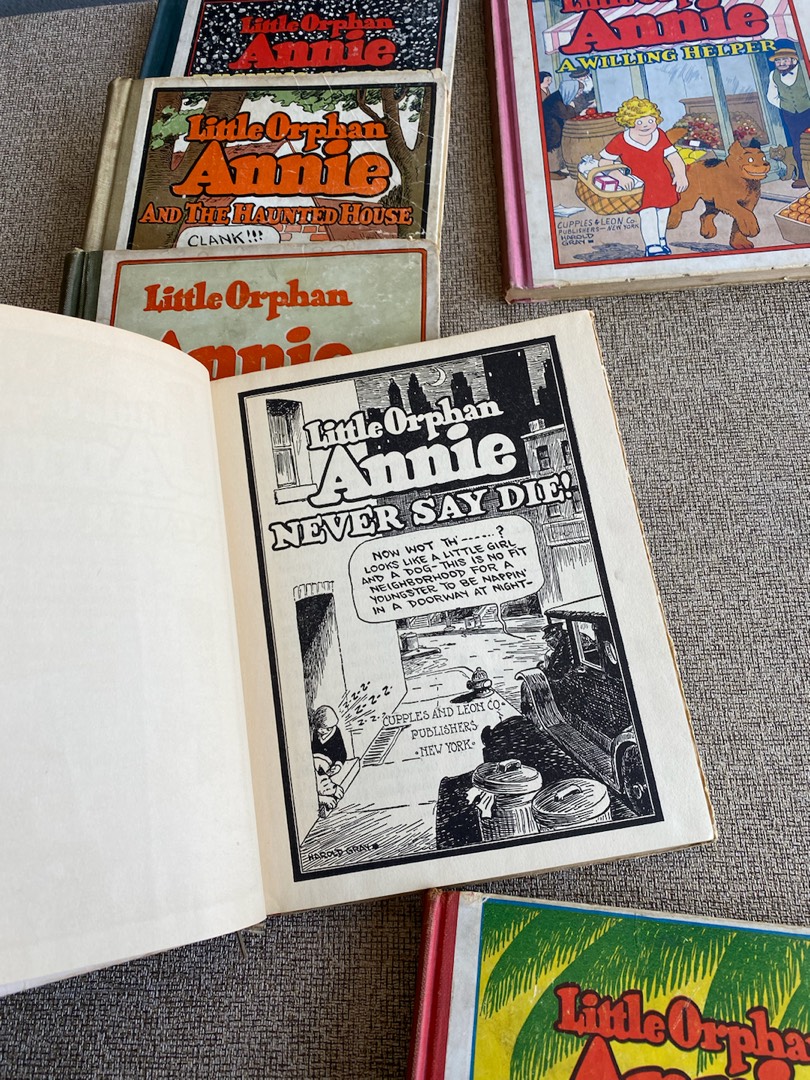 Little Orphan
Annie
Little Orphan
Annie
A WILLING HELPER
CUPPLES & LEON Co.
PUBLISHERS - NEW YORK
HAROLD
GRAY
Little Orphan
Annie
AND THE HAUNTED HOUSE
CLANK!!!
Little Orphan
Annie
Little Orphan
Annie
NEVER SAY DIE!
NOW WOT TH'-----..?
LOOKS LIKE A LITTLE GIRL
AND A DOG-THIS IS NO FIT
NEIGHBORHOOD FOR A
YOUNGSTER TO BE NAPPIN'
IN A DOORWAY AT NIGHT-
Z-Z-Z-
Z-Z-Z-Z-
Z-Z-Z-
CUPPLES AND LEON CO.
PUBLISHERS
•NEW YORK•
HAROLD GRAY
Little Orphan
Annie